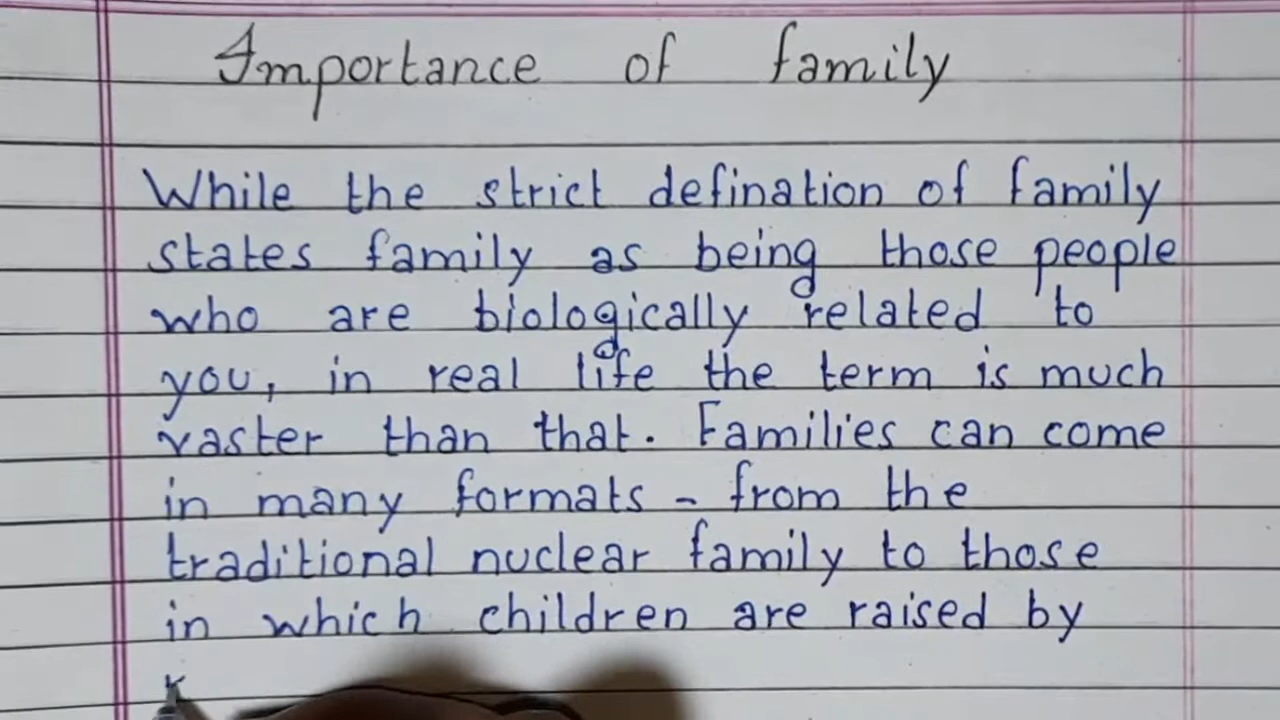 Importance of family
While the strict defination of family
states family as being those people
who are biologically related to
you, in real life the term is much
vaster than that. Families can come
in many formats - from the
traditional nuclear family to those
in which children are raised by